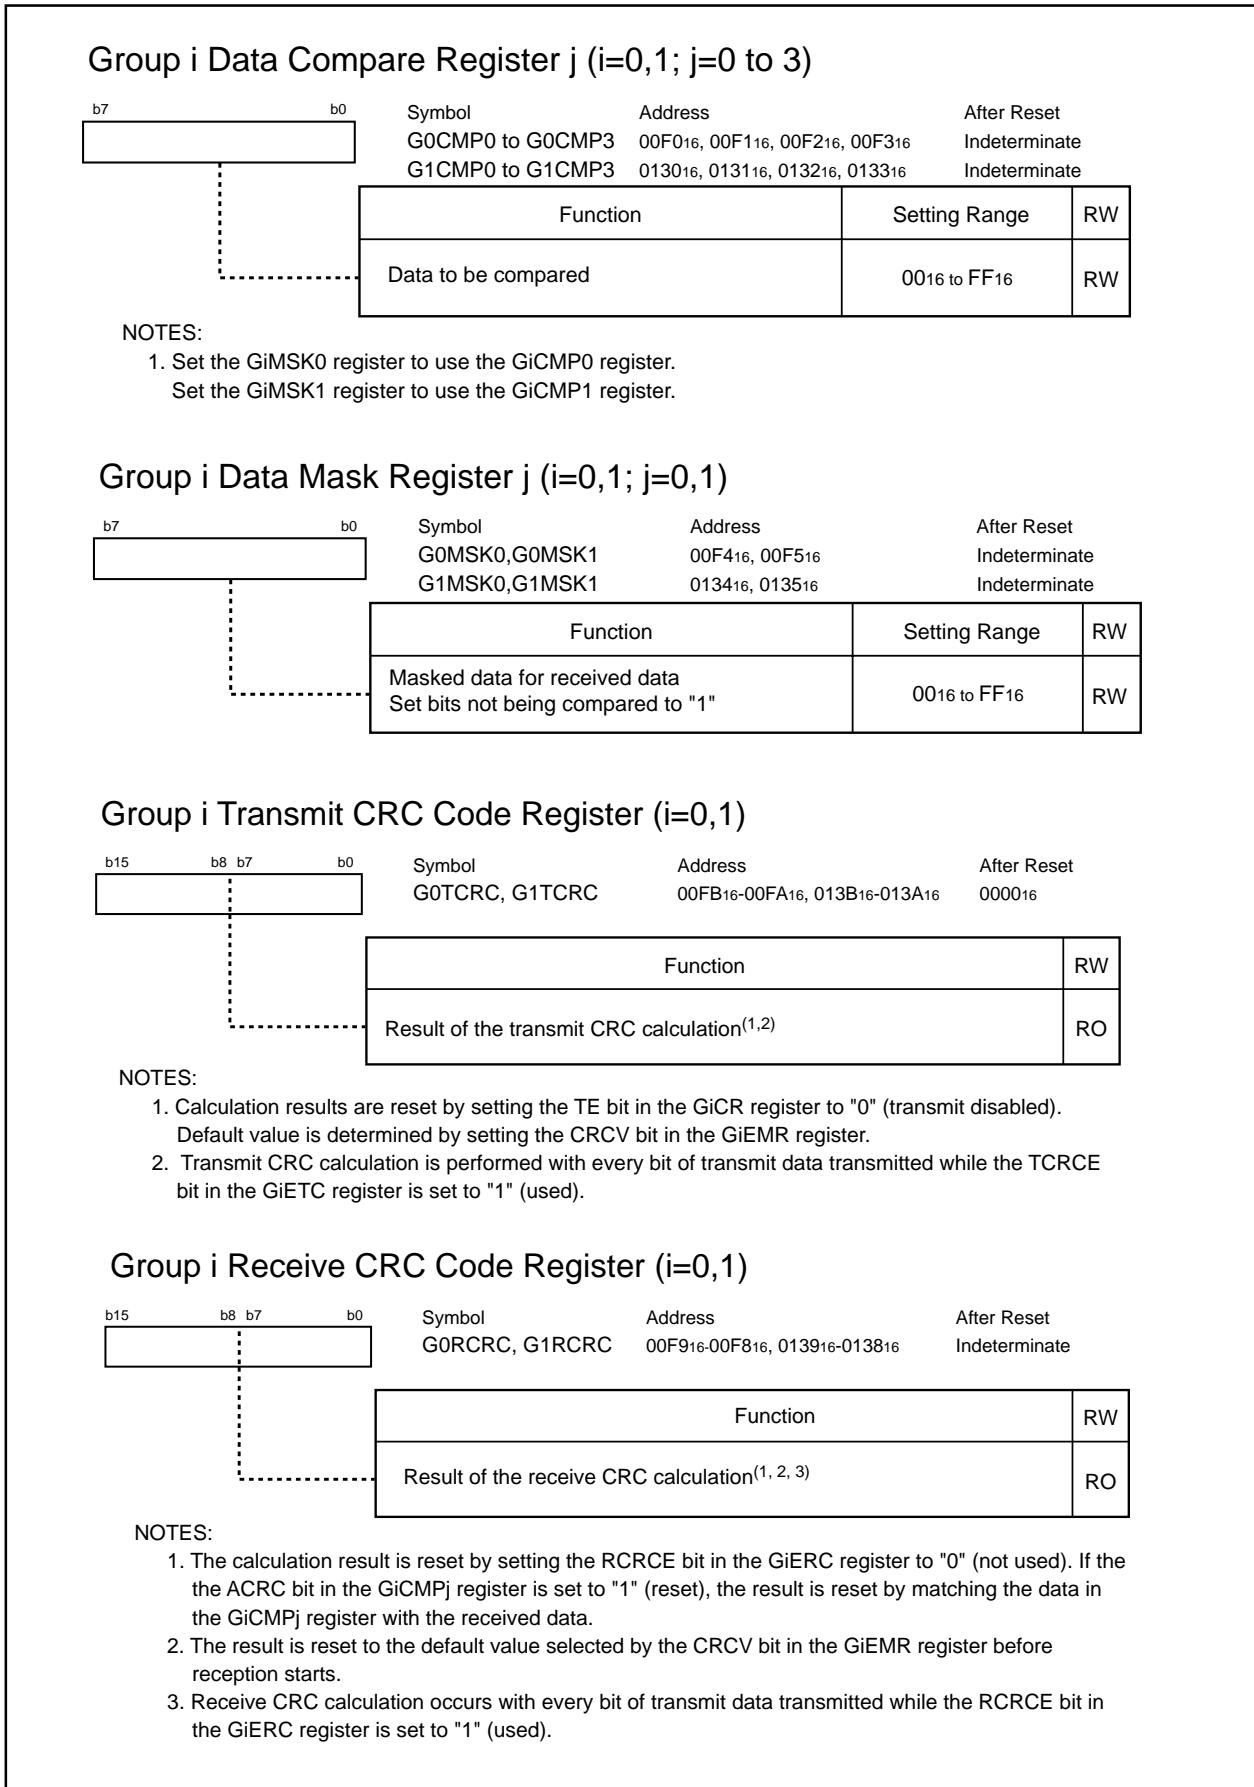 Group i Data Compare Register j (i=0,1; j=0 to 3)
b7 b0 Symbol Address After Reset
G0CMP0 to G0CMP3 00F016, 00F116, 00F216, 00F316 Indeterminate
G1CMP0 to G1CMP3 013016, 013116, 013216, 013316 Indeterminate
Function Setting Range RW
Data to be compared 0016 to FF16 RW
NOTES:
1. Set the GiMSK0 register to use the GiCMP0 register.
Set the GiMSK1 register to use the GiCMP1 register.
Group i Data Mask Register j (i=0,1; j=0,1)
b7 b0 Symbol Address After Reset
G0MSK0,G0MSK1 00F416, 00F516 Indeterminate
G1MSK0,G1MSK1 013416, 013516 Indeterminate
Function Setting Range RW
Masked data for received data
Set bits not being compared to "1" 0016 to FF16 RW
Group i Transmit CRC Code Register (i=0,1)
b15 b8 b7 b0 Symbol Address After Reset
G0TCRC, G1TCRC 00FB16-00FA16, 013B16-013A16 000016
Function RW
Result of the transmit CRC calculation(1,2) RO
NOTES:
1. Calculation results are reset by setting the TE bit in the GiCR register to "0" (transmit disabled).
Default value is determined by setting the CRCV bit in the GiEMR register.
2. Transmit CRC calculation is performed with every bit of transmit data transmitted while the TCRCE
bit in the GiETC register is set to "1" (used).
Group i Receive CRC Code Register (i=0,1)
b15 b8 b7 b0 Symbol Address After Reset
G0RCRC, G1RCRC 00F916-00F816, 013916-013816 Indeterminate
Function RW
Result of the receive CRC calculation(1, 2, 3) RO
NOTES:
1. The calculation result is reset by setting the RCRCE bit in the GiERC register to "0" (not used). If the
the ACRC bit in the GiCMPj register is set to "1" (reset), the result is reset by matching the data in
the GiCMPj register with the received data.
2. The result is reset to the default value selected by the CRCV bit in the GiEMR register before
reception starts.
3. Receive CRC calculation occurs with every bit of transmit data transmitted while the RCRCE bit in
the GiERC register is set to "1" (used).